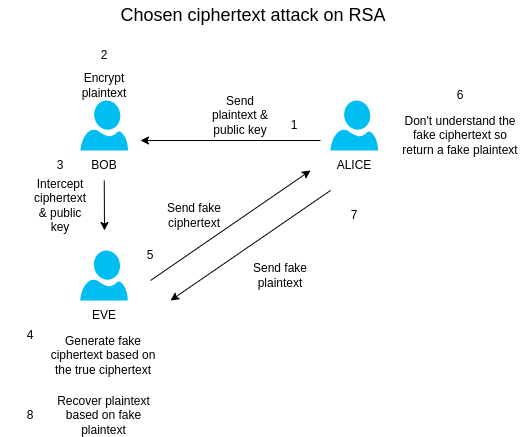 Chosen ciphertext attack on RSA
2
Encrypt
plaintext
BOB
Send
plaintext &
public key
1
ALICE
6
Don't understand the
fake ciphertext so
return a fake plaintext
3
Intercept
ciphertext
& public
key
Send fake
ciphertext
5
7
Send fake
plaintext
EVE
4
Generate fake
ciphertext based on
the true ciphertext
8
Recover plaintext
based on fake
plaintext